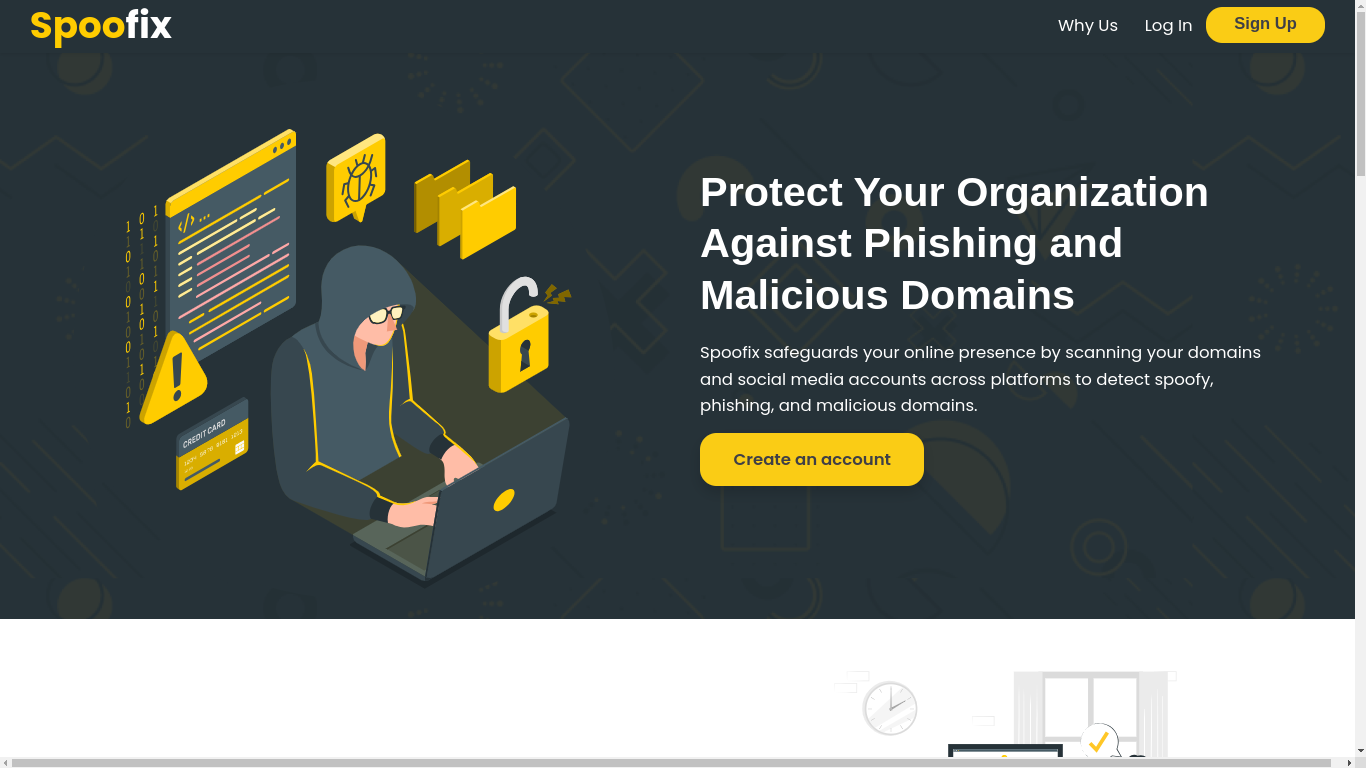 Spoofix
Why Us
Log In
Sign Up
Protect Your Organization
Against Phishing and
Malicious Domains
Spoofix safeguards your online presence by scanning your domains
and social media accounts across platforms to detect spoofy,
phishing, and malicious domains.
Create an account
CREDIT CARD